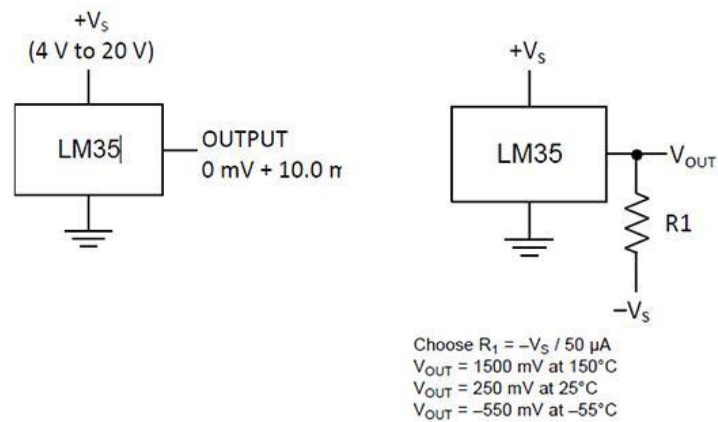 +Vs
(4 V to 20 V)
LM35
OUTPUT
0 mV + 10.0 m
+Vs
LM35
VOUT
R1
–Vs
Choose R1 = –Vs / 50 µA
VOUT = 1500 mV at 150°C
VOUT = 250 mV at 25°C
VOUT = –550 mV at –55°C